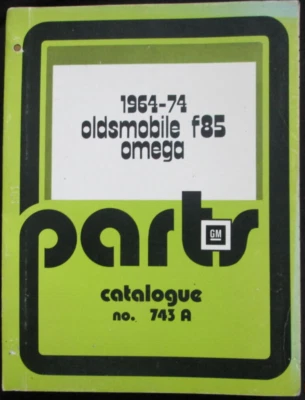 1964-74
oldsmobile f85
omega
parts
GM
catalogue
no. 743 A